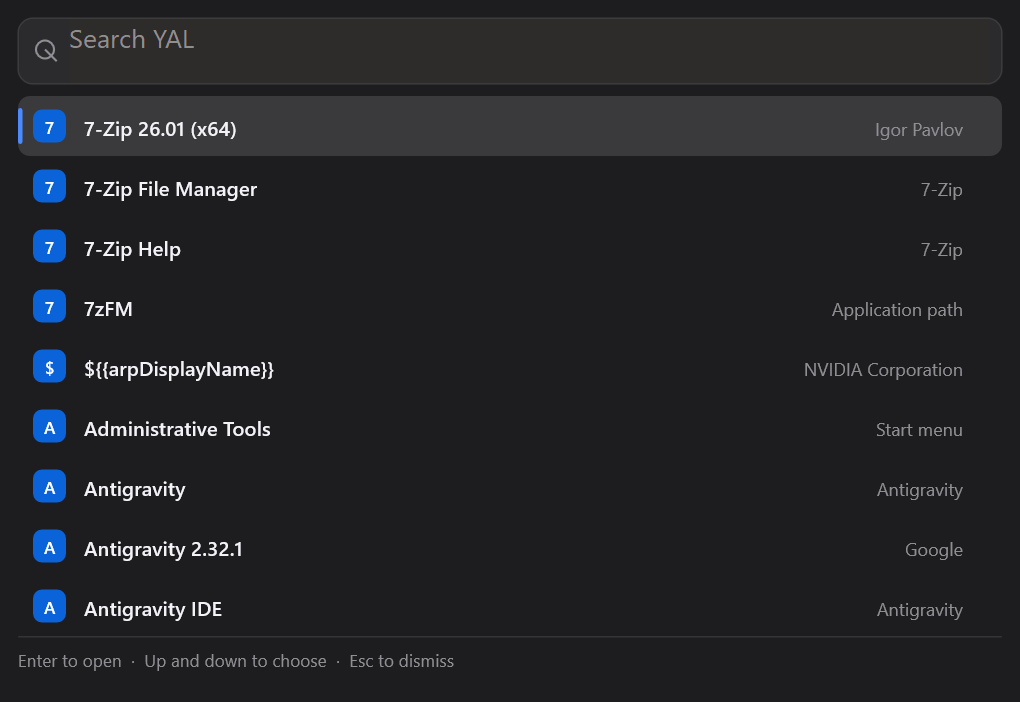 Search YAL
7 7-Zip 26.01 (x64) Igor Pavlov
7 7-Zip File Manager 7-Zip
7 7-Zip Help 7-Zip
7 7zFM Application path
$ ${{arpDisplayName}} NVIDIA Corporation
A Administrative Tools Start menu
A Antigravity Antigravity
A Antigravity 2.32.1 Google
A Antigravity IDE Antigravity
Enter to open · Up and down to choose · Esc to dismiss